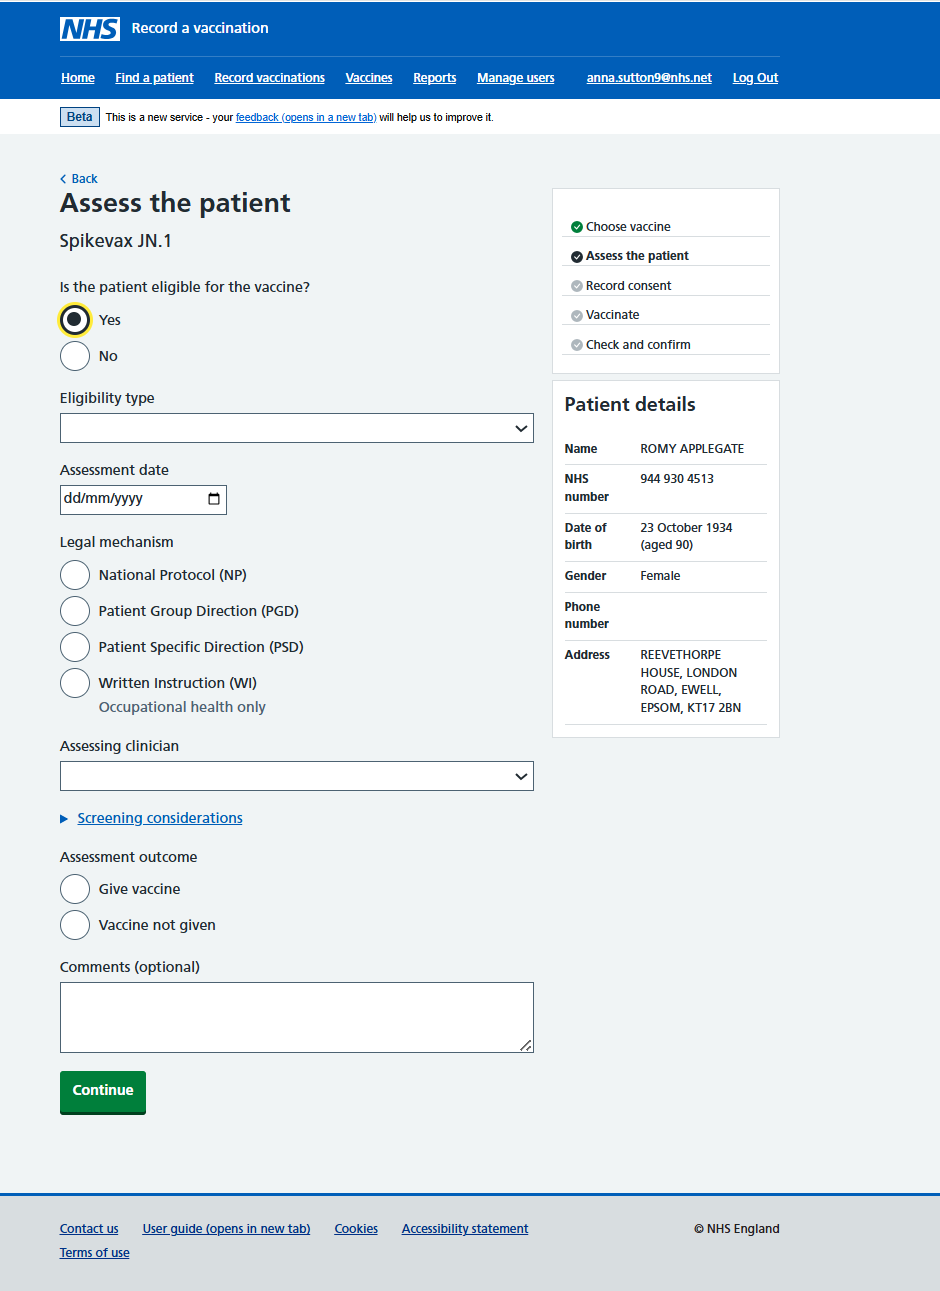 NHS Record a vaccination
Home Find a patient Record vaccinations Vaccines Reports Manage users anna.sutton9@nhs.net Log Out
Beta This is a new service - your feedback (opens in a new tab) will help us to improve it.
Back
Assess the patient
Spikevax JN.1
Is the patient eligible for the vaccine?
Yes
No
Eligibility type
Assessment date
dd/mm/yyyy
Legal mechanism
National Protocol (NP)
Patient Group Direction (PGD)
Patient Specific Direction (PSD)
Written Instruction (WI)
Occupational health only
Assessing clinician
Screening considerations
Assessment outcome
Give vaccine
Vaccine not given
Comments (optional)
Continue
Choose vaccine
Assess the patient
Record consent
Vaccinate
Check and confirm
Patient details
Name ROMY APPLEGATE
NHS 944 930 4513
number
Date of 23 October 1934
birth (aged 90)
Gender Female
Phone
number
Address REEVETHORPE
HOUSE, LONDON
ROAD, EWELL,
EPSOM, KT17 2BN
Contact us User guide (opens in new tab) Cookies Accessibility statement © NHS England
Terms of use